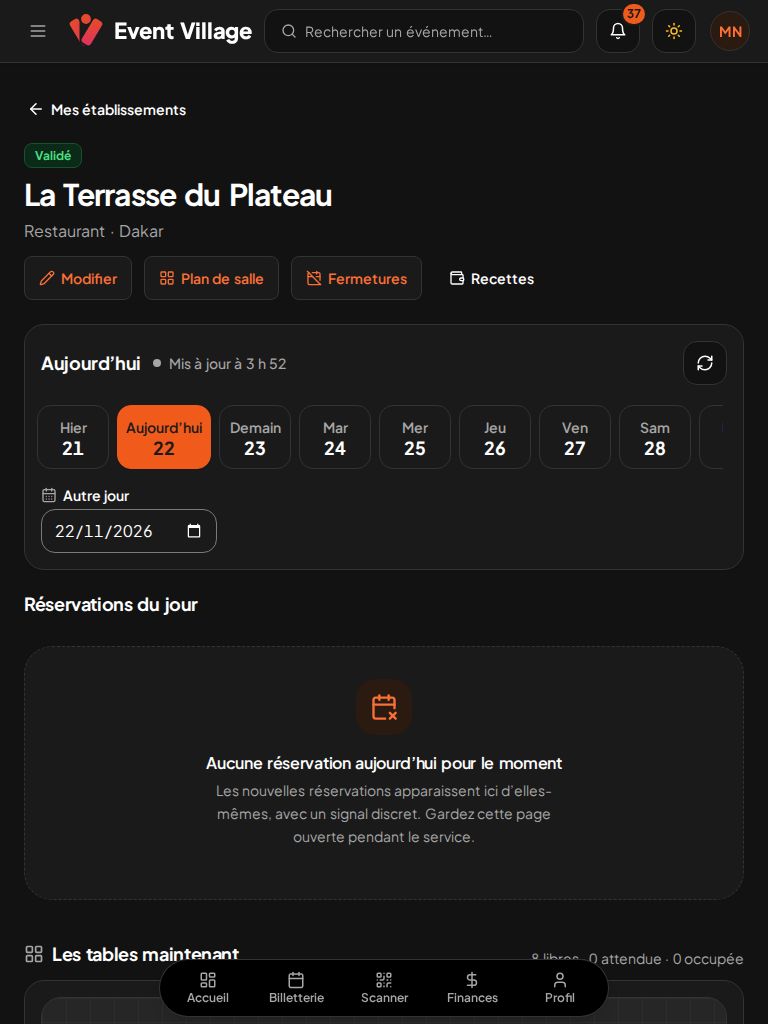 Event Village
Rechercher un événement...
37
MN
Mes établissements
Validé
La Terrasse du Plateau
Restaurant · Dakar
Modifier
Plan de salle
Fermetures
Recettes
Aujourd’hui
Mis à jour à 3 h 52
Hier
21
Aujourd’hui
22
Demain
23
Mar
24
Mer
25
Jeu
26
Ven
27
Sam
28
Autre jour
22/11/2026
Réservations du jour
Aucune réservation aujourd’hui pour le moment
Les nouvelles réservations apparaissent ici d’elles-
mêmes, avec un signal discret. Gardez cette page
ouverte pendant le service.
Les tables maintenant
8 libres · 0 attendue · 0 occupée
Accueil
Billetterie
Scanner
Finances
Profil